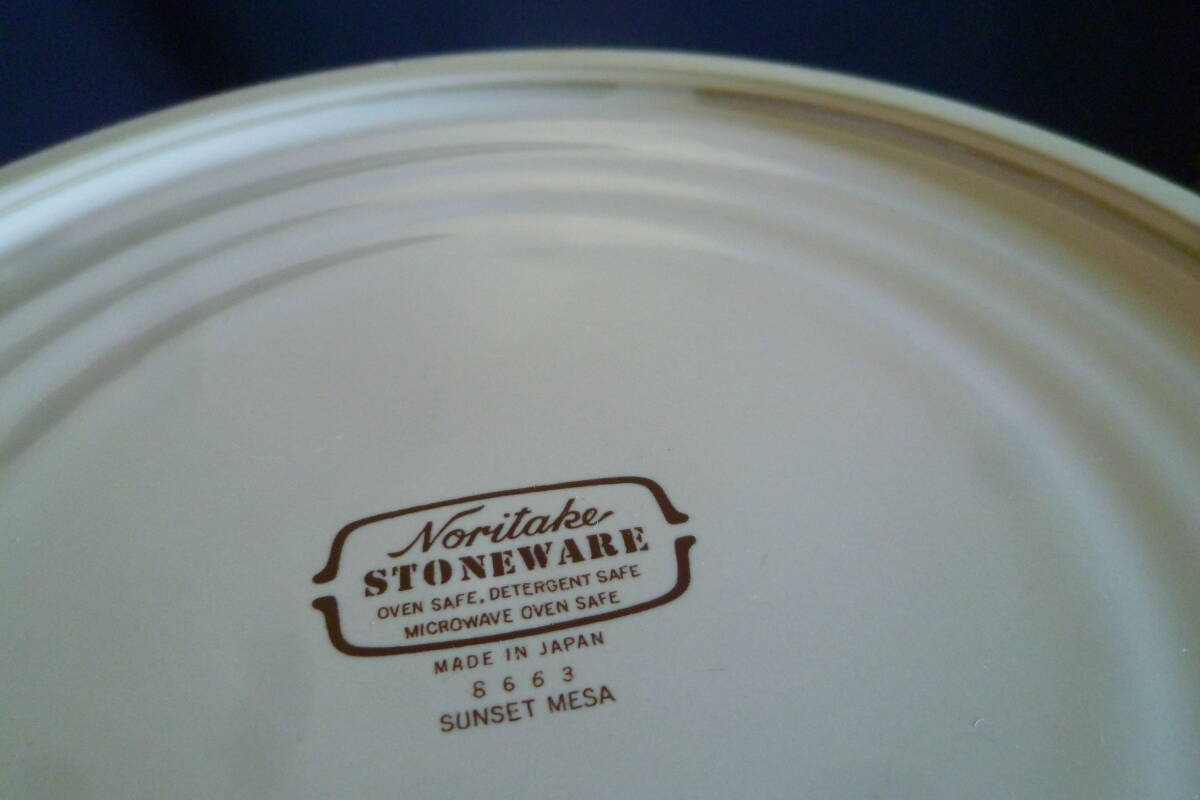 Noritake
STONEWARE
OVEN SAFE, DETERGENT SAFE
MICROWAVE OVEN SAFE
MADE IN JAPAN
8663
SUNSET MESA